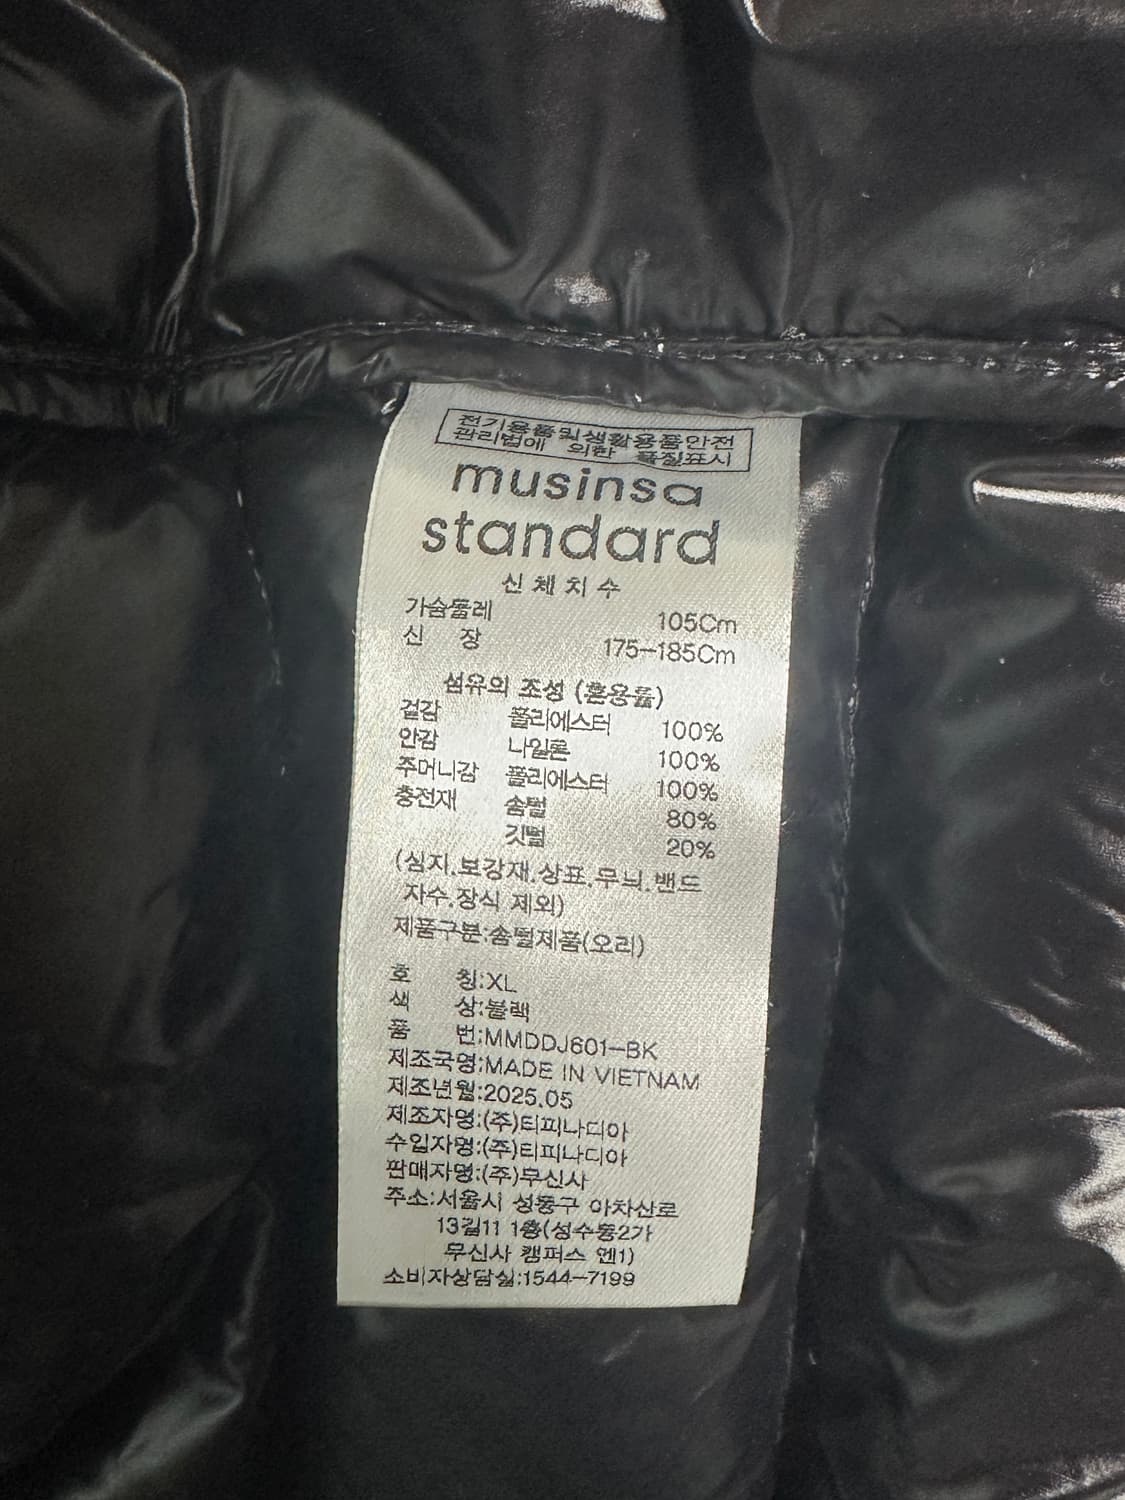 전기용품및생활용품안전
관리법에 의한 품질표시
musinsa
standard
신체치수
가슴둘레 105Cm
신 장 175-185Cm
섬유의 조성 (혼용률)
겉감 폴리에스터 100%
안감 나일론 100%
주머니감 폴리에스터 100%
충전재 솜털 80%
깃털 20%
(심지.보강재.상표.무늬.밴드
자수.장식 제외)
제품구분:솜털제품(오리)
호 칭:XL
색 상:블랙
품 번:MMDDJ601-BK
제조국명:MADE IN VIETNAM
제조년월:2025.05
제조자명:(주)티피나디아
수입자명:(주)티피나디아
판매자명:(주)무신사
주소:서울시 성동구 아차산로
13길11 1층(성수동2가
무신사 캠퍼스 엔1)
소비자상담실:1544-7199